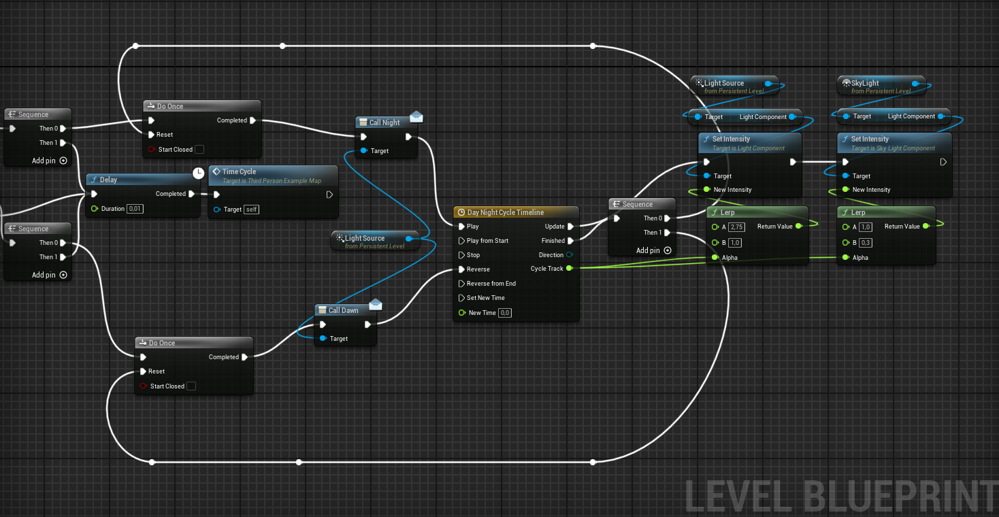 Sequence
Then 0
Then 1
Add pin
Do Once
Completed
Reset
Start Closed
Delay
Completed
Duration 0,01
Time Cycle
Target is Third Person Example Map
Target self
Sequence
Then 0
Then 1
Add pin
Do Once
Completed
Reset
Start Closed
Call Night
Target
Light Source
from Persistent Level
Call Dawn
Target
Day Night Cycle Timeline
Play Update
Play from Start Finished
Stop Direction
Reverse Cycle Track
Reverse from End
Set New Time
New Time 0,0
Sequence
Then 0
Then 1
Add pin
Light Source
from Persistent Level
Target Light Component
Set Intensity
Target is Light Component
Target
New Intensity
Lerp
A 2,75 Return Value
B 1,0
Alpha
SkyLight
from Persistent Level
Target Light Component
Set Intensity
Target is Sky Light Component
Target
New Intensity
Lerp
A 1,0 Return Value
B 0,3
Alpha
LEVEL BLUEPRINT